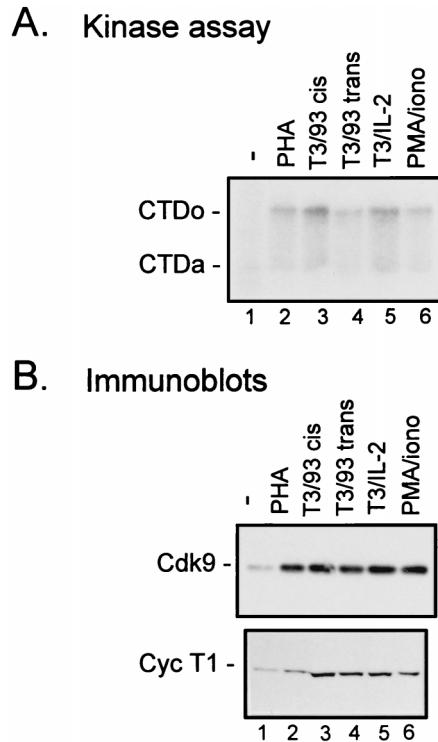 A. Kinase assay
- PHA T3/93 cis T3/93 trans T3/IL-2 PMA/iono
CTDo -
CTDa -
1 2 3 4 5 6
B. Immunoblots
- PHA T3/93 cis T3/93 trans T3/IL-2 PMA/iono
Cdk9 -
Cyc T1 -
1 2 3 4 5 6